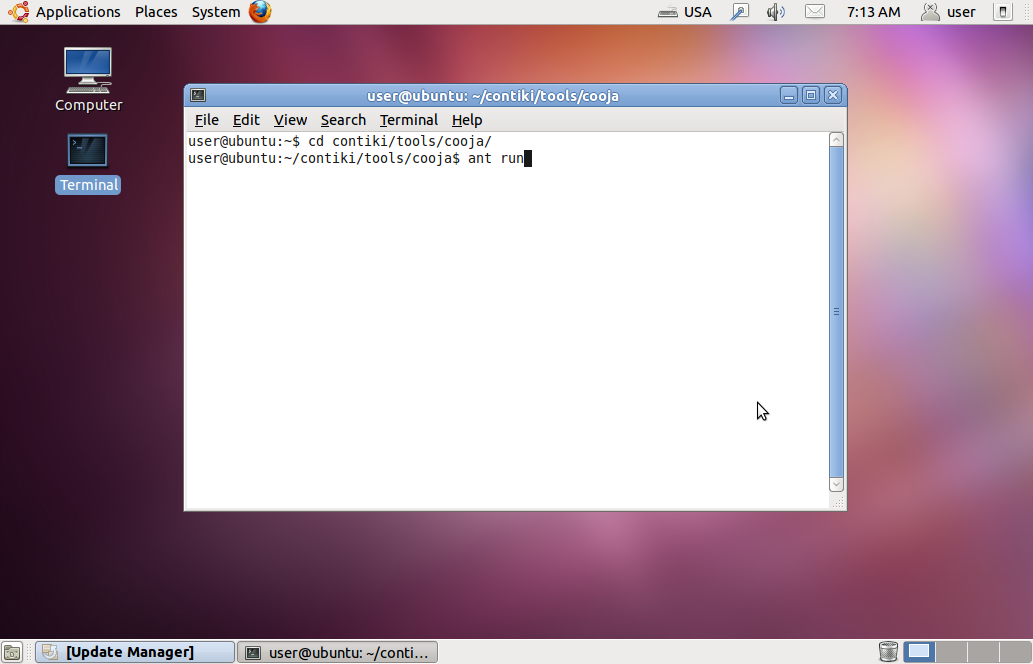 Applications Places System USA 7:13 AM user
Computer
Terminal
user@ubuntu: ~/contiki/tools/cooja
File Edit View Search Terminal Help
user@ubuntu:~$ cd contiki/tools/cooja/
user@ubuntu:~/contiki/tools/cooja$ ant run
[Update Manager] user@ubuntu: ~/conti...